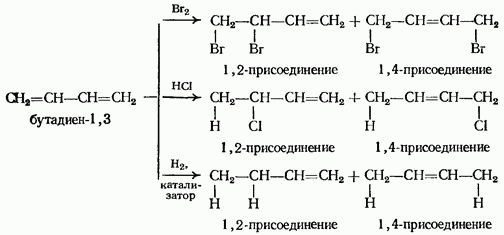 Br₂
CH₂—CH—CH=CH₂ + CH₂—CH=CH—CH₂
Br Br Br Br
1,2-присоединение 1,4-присоединение
HCl
CH₂=CH—CH=CH₂
CH₂—CH—CH=CH₂ + CH₂—CH=CH—CH₂
бутадиен-1,3
H Cl H Cl
1,2-присоединение 1,4-присоединение
H₂,
катали-
затор
CH₂—CH—CH=CH₂ + CH₂—CH=CH—CH₂
H H H H
1,2-присоединение 1,4-присоединение